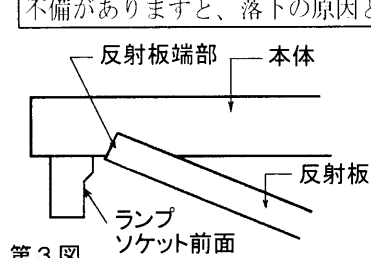 不備がありますと、落下の原因と
反射板端部
本体
反射板
ランプ
ソケット前面
第３図